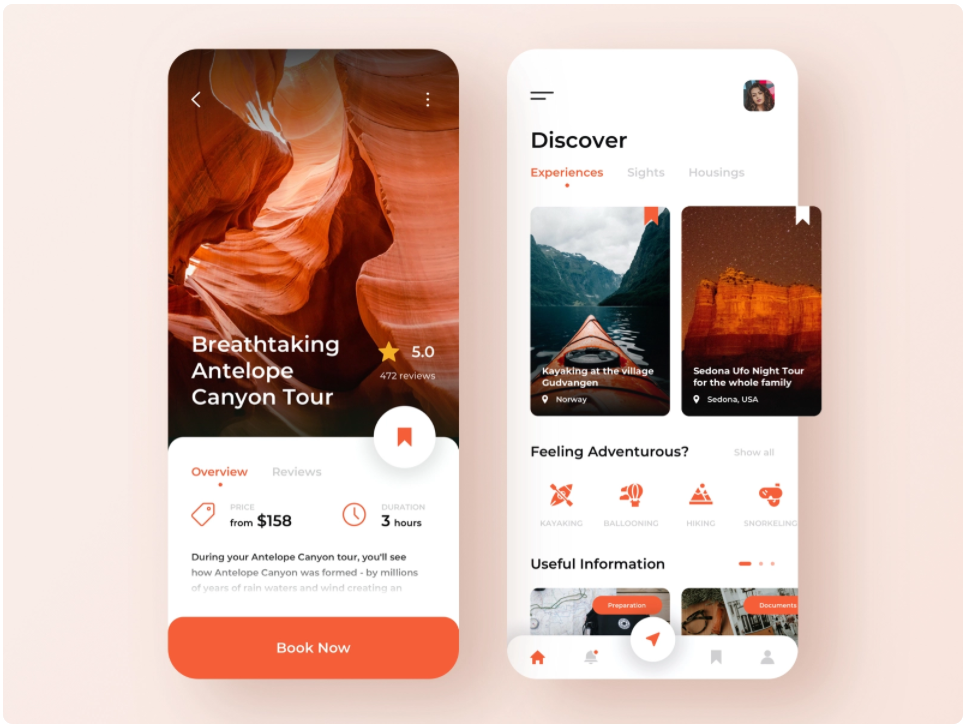 Breathtaking
Antelope
Canyon Tour
5.0
472 reviews
Overview Reviews
PRICE
from $158
DURATION
3 hours
During your Antelope Canyon tour, you'll see
how Antelope Canyon was formed - by millions
of years of rain waters and wind creating an
Book Now
Discover
Experiences Sights Housings
Kayaking at the village
Gudvangen
Norway
Sedona Ufo Night Tour
for the whole family
Sedona, USA
Feeling Adventurous? Show all
KAYAKING BALLOONING HIKING SNORKELING
Useful Information
Preparation
Documents